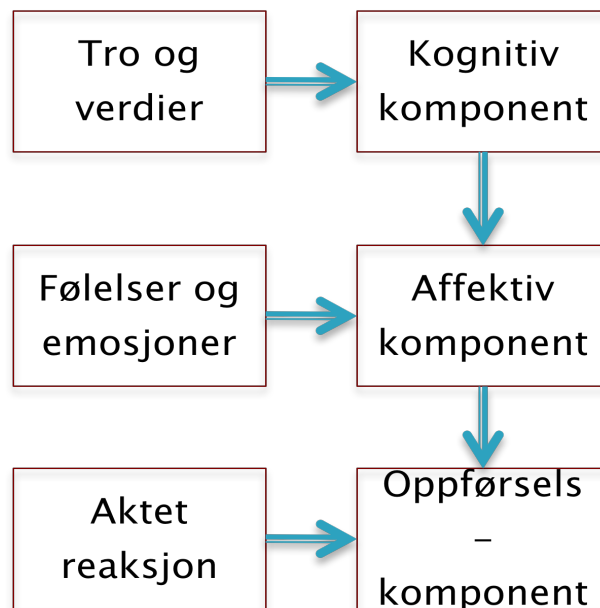 Tro og
verdier
Kognitiv
komponent
Følelser og
emosjoner
Affektiv
komponent
Aktet
reaksjon
Oppførsels
–
komponent